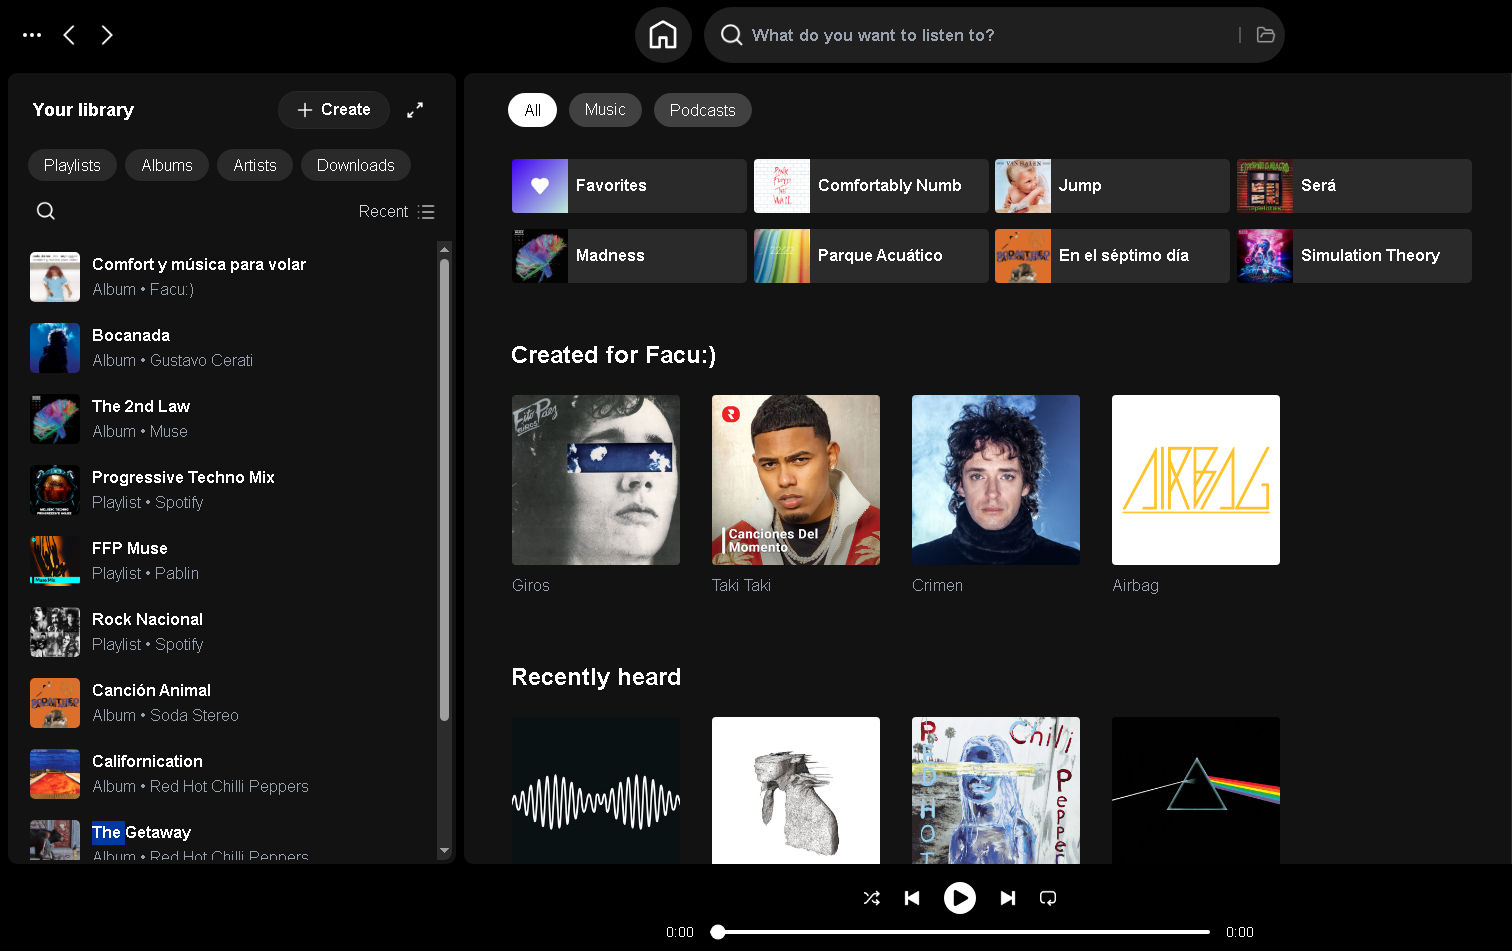 What do you want to listen to?
Your library
Create
Playlists
Albums
Artists
Downloads
Recent
Comfort y música para volar
Album • Facu:)
Bocanada
Album • Gustavo Cerati
The 2nd Law
Album • Muse
Progressive Techno Mix
Playlist • Spotify
FFP Muse
Playlist • Pablin
Rock Nacional
Playlist • Spotify
Canción Animal
Album • Soda Stereo
Californication
Album • Red Hot Chilli Peppers
The Getaway
Album • Red Hot Chilli Peppers
All
Music
Podcasts
Favorites
Comfortably Numb
Jump
Será
Madness
Parque Acuático
En el séptimo día
Simulation Theory
Created for Facu:)
Fito Paez
Giros
Canciones Del
Momento
Taki Taki
Crimen
AIRBAG
Airbag
Recently heard
RED HOT
Chili
Peppe
0:00
0:00